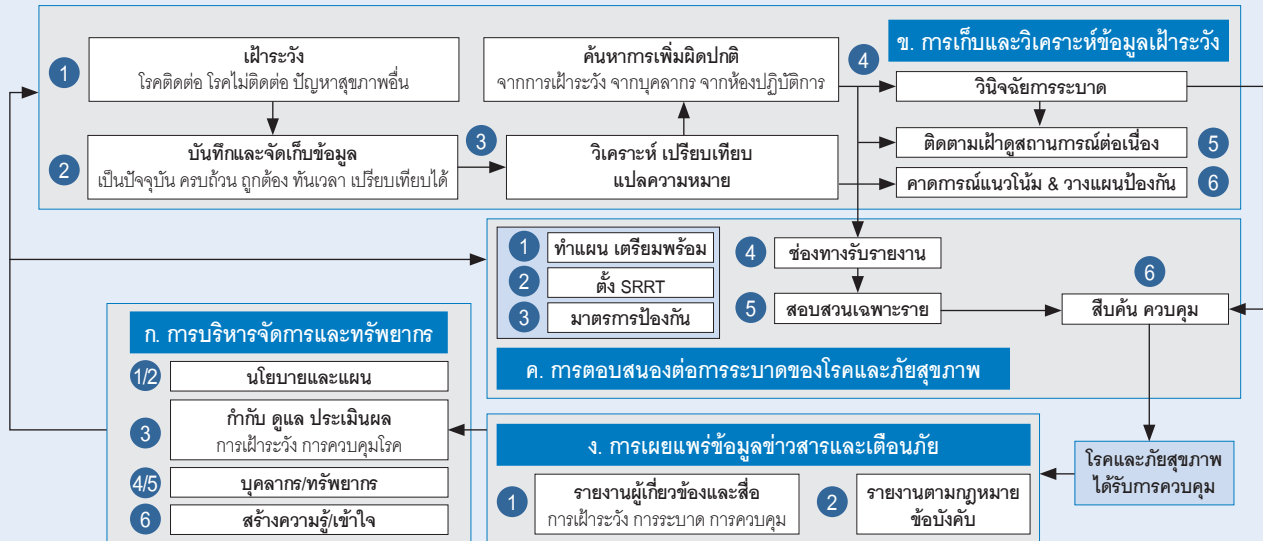 ข. การเก็บและวิเคราะห์ข้อมูลเฝ้าระวัง
1
เฝ้าระวัง
โรคติดต่อ โรคไม่ติดต่อ ปัญหาสุขภาพอื่น
ค้นหาการเพิ่มผิดปกติ
จากการเฝ้าระวัง จากบุคลากร จากห้องปฏิบัติการ
4
วินิจฉัยการระบาด
2
บันทึกและจัดเก็บข้อมูล
เป็นปัจจุบัน ครบถ้วน ถูกต้อง ทันเวลา เปรียบเทียบได้
3
วิเคราะห์ เปรียบเทียบ
แปลความหมาย
ติดตามเฝ้าดูสถานการณ์ต่อเนื่อง
5
คาดการณ์แนวโน้ม & วางแผนป้องกัน
6
1
ทำแผน เตรียมพร้อม
2
ตั้ง SRRT
3
มาตรการป้องกัน
4
ช่องทางรับรายงาน
5
สอบสวนเฉพาะราย
6
สืบค้น ควบคุม
ค. การตอบสนองต่อการระบาดของโรคและภัยสุขภาพ
ก. การบริหารจัดการและทรัพยากร
1/2
นโยบายและแผน
3
กำกับ ดูแล ประเมินผล
การเฝ้าระวัง การควบคุมโรค
4/5
บุคลากร/ทรัพยากร
6
สร้างความรู้/เข้าใจ
ง. การเผยแพร่ข้อมูลข่าวสารและเตือนภัย
1
รายงานผู้เกี่ยวข้องและสื่อ
การเฝ้าระวัง การระบาด การควบคุม
2
รายงานตามกฎหมาย
ข้อบังคับ
โรคและภัยสุขภาพ
ได้รับการควบคุม